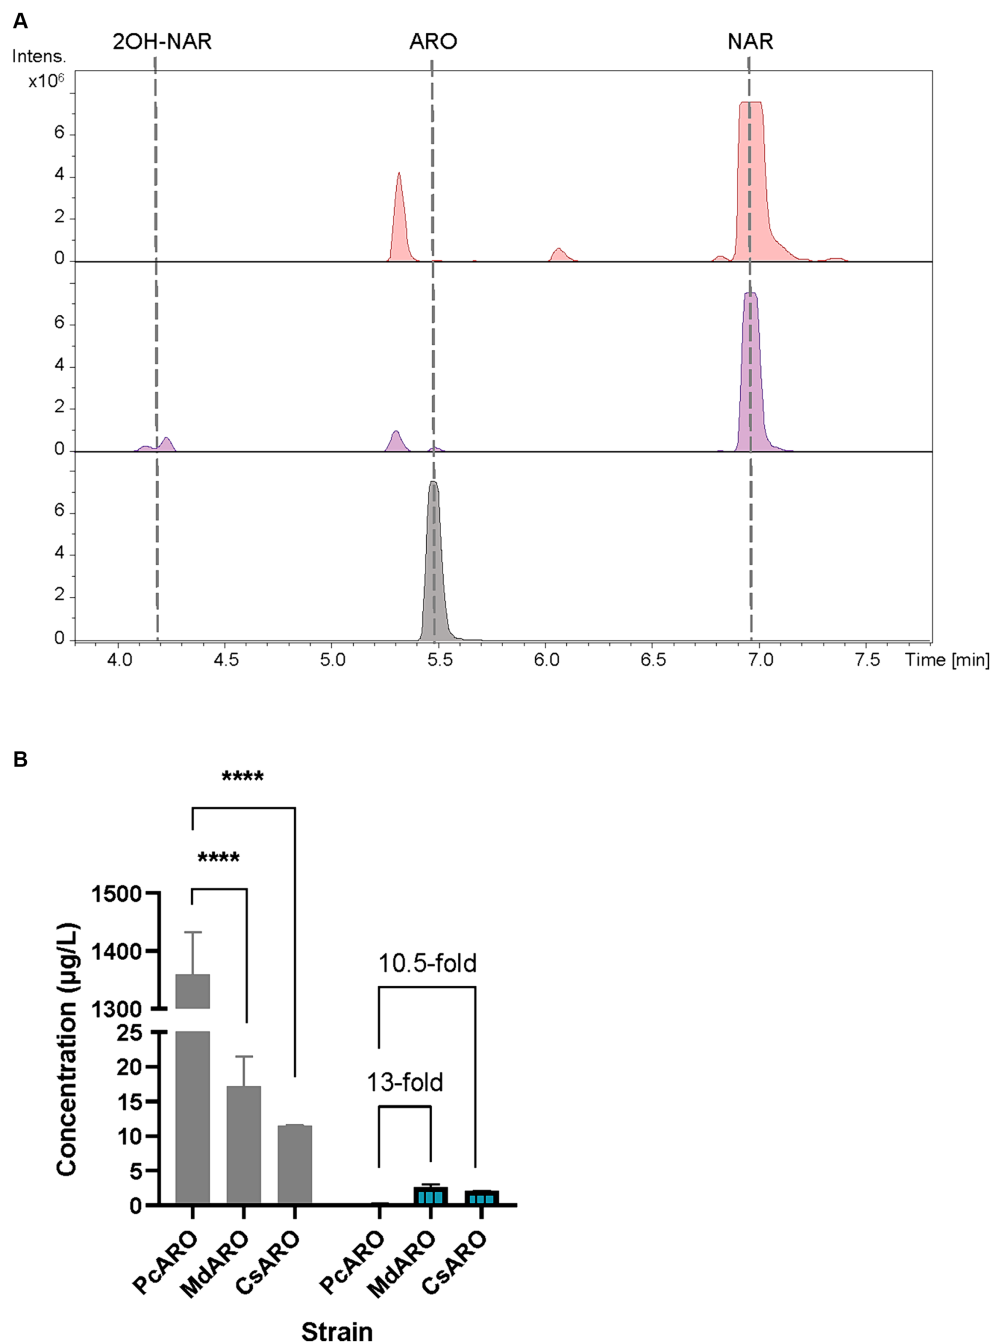 A
2OH-NAR ARO NAR
Intens.
x10⁶
6
4
2
0
6
4
2
0
6
4
2
0
4.0 4.5 5.0 5.5 6.0 6.5 7.0 7.5 Time [min]
B
****
****
1500
1400
1300
25
20
15
10
5
0
Concentration (µg/L)
10.5-fold
13-fold
PcARO MdARO CsARO PcARO MdARO CsARO
Strain